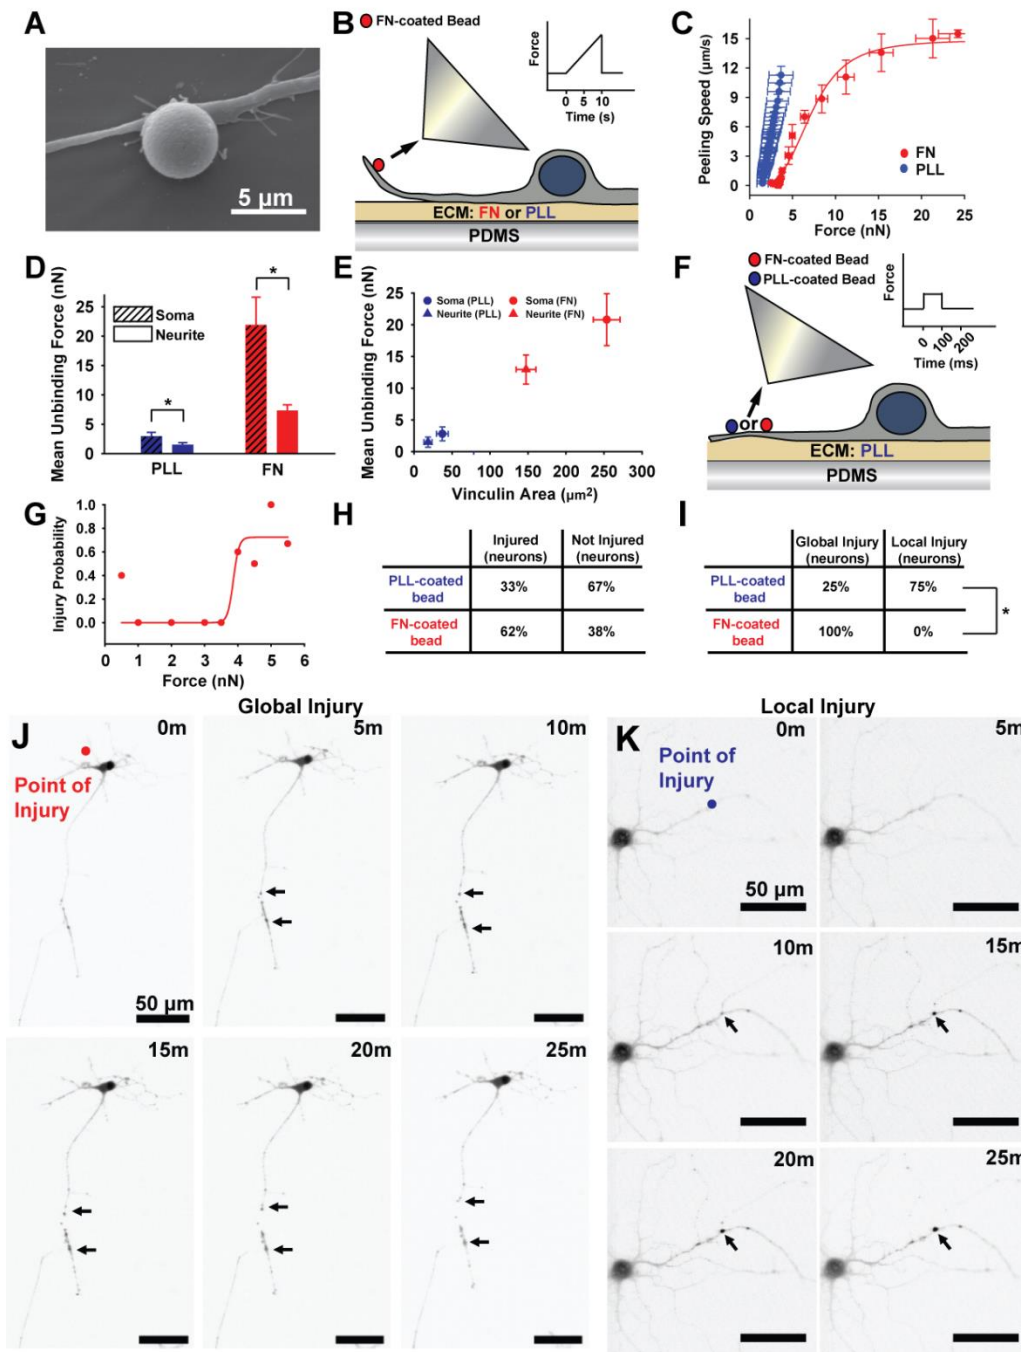 A
5 µm
B
FN-coated Bead
Force
0 10
Time (s)
ECM: FN or PLL
PDMS
C
Peeling Speed (µm/s)
15
12
9
6
3
0
FN
PLL
0 5 10 15 20 25
Force (nN)
D
Mean Unbinding Force (nN)
25
20
15
10
5
0
Soma
Neurite
*
*
PLL FN
E
Mean Unbinding Force (nN)
25
20
15
10
5
0
Soma (PLL) Soma (FN)
Neurite (PLL) Neurite (FN)
0 50 100 150 200 250 300
Vinculin Area (µm²)
F
FN-coated Bead
PLL-coated Bead
Force
0 100 200
Time (ms)
or
ECM: PLL
PDMS
G
Injury Probability
1.0
0.8
0.6
0.4
0.2
0.0
0 1 2 3 4 5 6
Force (nN)
H
Injured (neurons) Not Injured (neurons)
PLL-coated bead 33% 67%
FN-coated bead 62% 38%
I
Global Injury (neurons) Local Injury (neurons)
PLL-coated bead 25% 75%
FN-coated bead 100% 0%
*
Global Injury
J
0m
Point of
Injury
50 µm
5m
10m
15m
20m
25m
Local Injury
K
0m
Point of
Injury
50 µm
5m
10m
15m
20m
25m